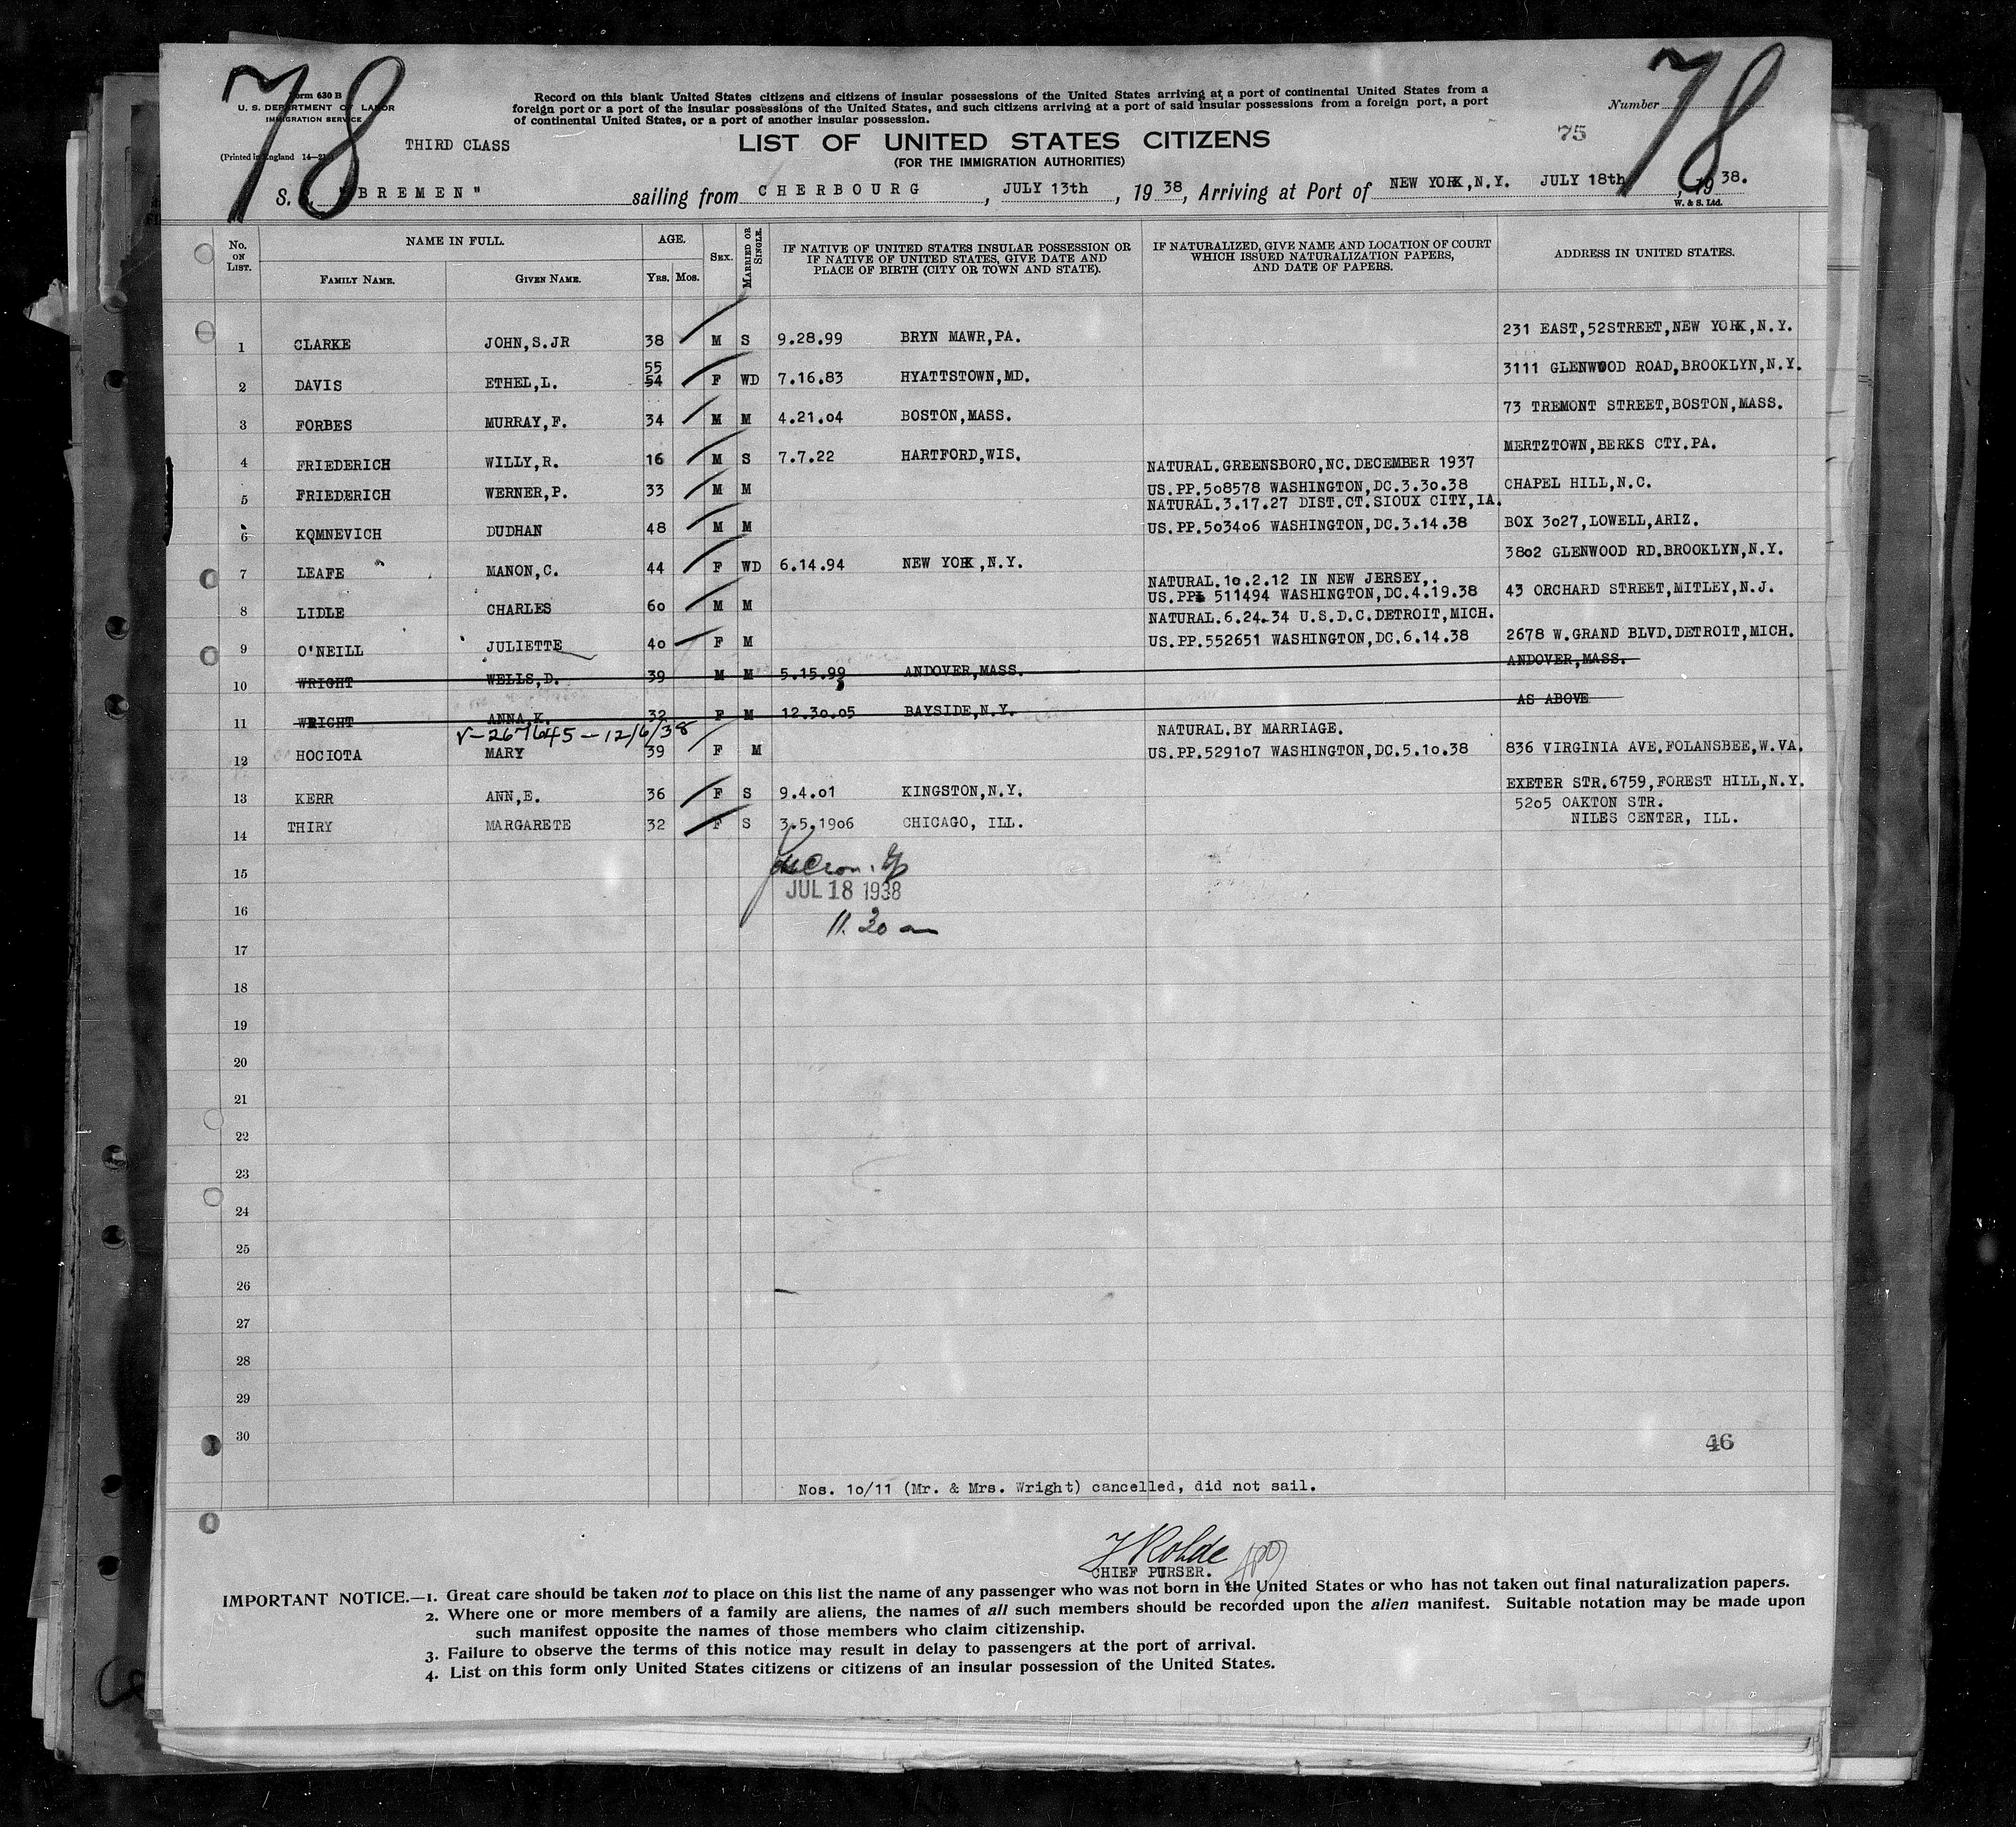 78
78
Form 630 B
U. S. DEPARTMENT OF LABOR
IMMIGRATION SERVICE
(Printed in England
Record on this blank United States citizens and citizens of insular possessions of the United States arriving at a port of continental United States from a
foreign port or a port of the insular possessions of the United States, and such citizens arriving at a port of said insular possessions from a foreign port, a port
of continental United States, or a port of another insular possession.
Number
75
THIRD CLASS
LIST OF UNITED STATES CITIZENS
(FOR THE IMMIGRATION AUTHORITIES)
S. "BREMEN" sailing from CHERBOURG, JULY 13th, 1938, Arriving at Port of NEW YORK,N.Y. JULY 18th, 1938.
W. & S. Ltd.
No. ON LIST. NAME IN FULL. AGE. SEX. MARRIED OR SINGLE. IF NATIVE OF UNITED STATES INSULAR POSSESSION OR IF NATIVE OF UNITED STATES, GIVE DATE AND PLACE OF BIRTH (CITY OR TOWN AND STATE). IF NATURALIZED, GIVE NAME AND LOCATION OF COURT WHICH ISSUED NATURALIZATION PAPERS, AND DATE OF PAPERS. ADDRESS IN UNITED STATES.
FAMILY NAME. GIVEN NAME. YRS. MOS.
1 CLARKE JOHN,S.JR 38 M S 9.28.99 BRYN MAWR,PA. 231 EAST,52STREET,NEW YORK,N.Y.
55
2 DAVIS ETHEL,L. 54 F WD 7.16.83 HYATTSTOWN,MD. 3111 GLENWOOD ROAD,BROOKLYN,N.Y.
3 FORBES MURRAY,F. 34 M M 4.21.04 BOSTON,MASS. 73 TREMONT STREET,BOSTON,MASS.
4 FRIEDERICH WILLY,R. 16 M S 7.7.22 HARTFORD,WIS. MERTZTOWN,BERKS CTY.PA.
NATURAL.GREENSBORO,NC.DECEMBER 1937
5 FRIEDERICH WERNER,P. 33 M M US.PP.508578 WASHINGTON,DC.3.30.38 CHAPEL HILL,N.C.
NATURAL.3.17.27 DIST.CT.SIOUX CITY,IA.
6 KOMNEVICH DUDHAN 48 M M US.PP.503406 WASHINGTON,DC.3.14.38 BOX 3027,LOWELL,ARIZ.
7 LEAFE MANON,C. 44 F WD 6.14.94 NEW YORK,N.Y. 3802 GLENWOOD RD.BROOKLYN,N.Y.
NATURAL.10.2.12 IN NEW JERSEY,.
8 LIDLE CHARLES 60 M M US.PP. 511494 WASHINGTON,DC.4.19.38 43 ORCHARD STREET,MITLEY,N.J.
NATURAL.6.24.34 U.S.D.C.DETROIT,MICH.
9 O'NEILL JULIETTE 40 F M US.PP.552651 WASHINGTON,DC.6.14.38 2678 W.GRAND BLVD.DETROIT,MICH.
10 WRIGHT WELLS,D. 39 M M 5.15.99 ANDOVER,MASS. ANDOVER,MASS.
11 WRIGHT ANNA,K. 32 F M 12.30.05 BAYSIDE,N.Y. AS ABOVE
V-267645-12/6/38
NATURAL.BY MARRIAGE.
12 HOCIOTA MARY 39 F M US.PP.529107 WASHINGTON,DC.5.10.38 836 VIRGINIA AVE.FOLANSBEE,W.VA.
13 KERR ANN,E. 36 F S 9.4.01 KINGSTON,N.Y. EXETER STR.6759,FOREST HILL,N.Y.
14 THIRY MARGARETE 32 F S 3.5.1906 CHICAGO, ILL. 5205 OAKTON STR.
NILES CENTER, ILL.
15
JUL 18 1938
16
11.30 am
17
18
19
20
21
22
23
24
25
26
27
28
29
30
46
Nos. 10/11 (Mr. & Mrs. Wright) cancelled, did not sail.
Rohde
CHIEF PURSER.
IMPORTANT NOTICE.—1. Great care should be taken not to place on this list the name of any passenger who was not born in the United States or who has not taken out final naturalization papers.
2. Where one or more members of a family are aliens, the names of all such members should be recorded upon the alien manifest. Suitable notation may be made upon
such manifest opposite the names of those members who claim citizenship.
3. Failure to observe the terms of this notice may result in delay to passengers at the port of arrival.
4. List on this form only United States citizens or citizens of an insular possession of the United States.